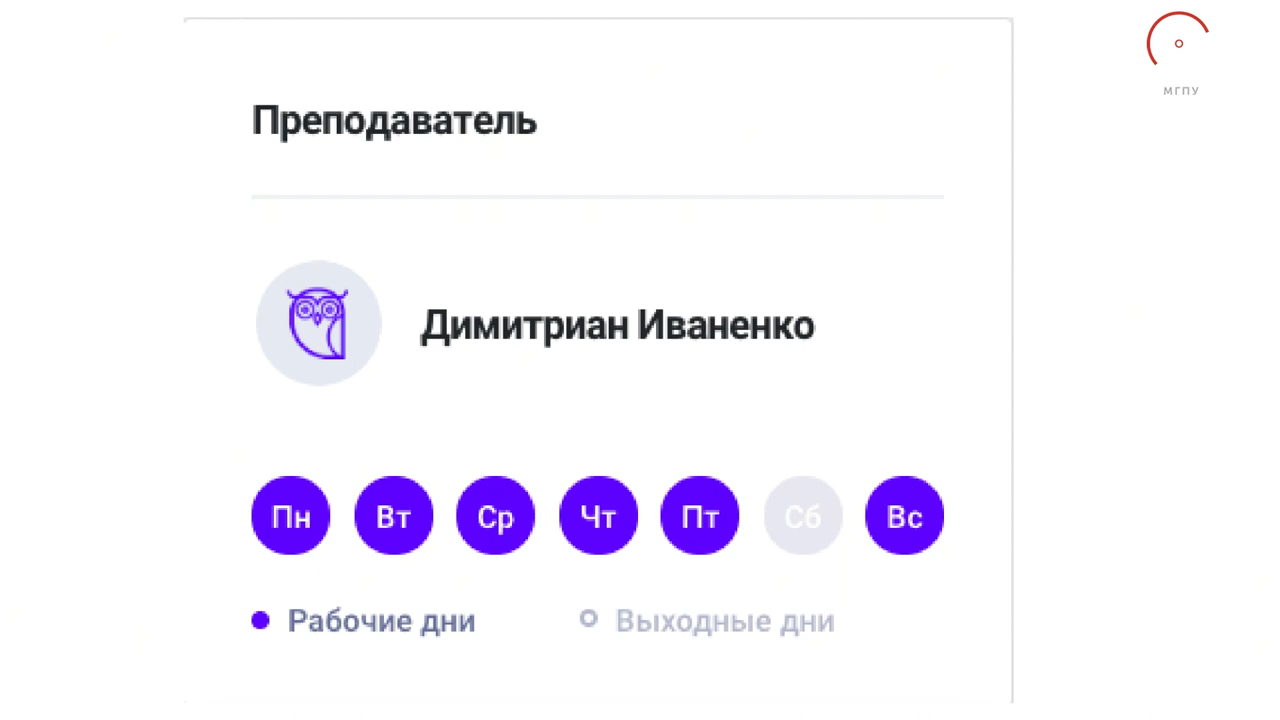 МГПУ
Преподаватель
Димитриан Иваненко
Пн Вт Ср Чт Пт Сб Вс
Рабочие дни Выходные дни